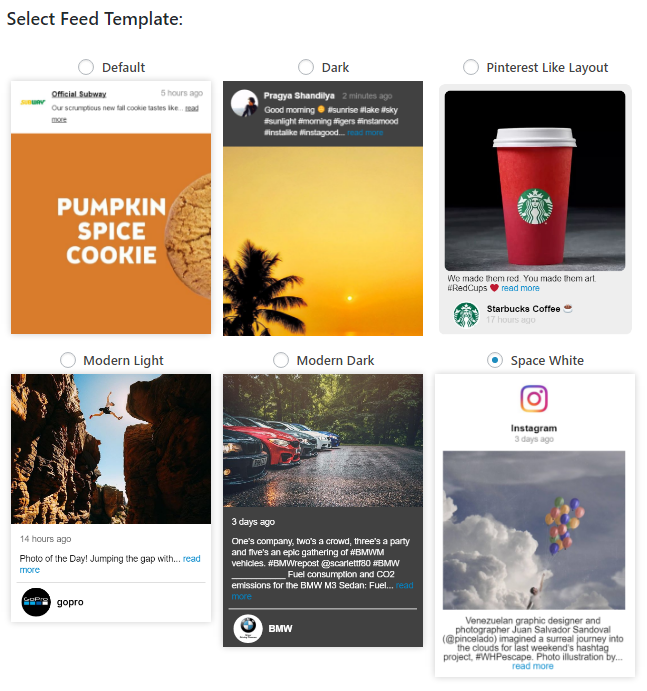 Select Feed Template:
Default
Official Subway 5 hours ago
SUBWAY
Our scrumptious new fall cookie tastes like... read
more
PUMPKIN
SPICE
COOKIE
Dark
Pragya Shandilya 2 minutes ago
Good morning 🌞 #sunrise #lake #sky
#sunlight #morning #igers #instamood
#instalike #instagood... read more
Pinterest Like Layout
We made them red. You made them art.
#RedCups ❤ read more
Starbucks Coffee ☕
17 hours ago
Modern Light
14 hours ago
Photo of the Day! Jumping the gap with... read
more
GoPro
gopro
Modern Dark
3 days ago
One's company, two's a crowd, three's a party
and five's an epic gathering of #BMWM
vehicles. #BMWrepost @scarlettf80 #BMW
____________ Fuel consumption and CO2
emissions for the BMW M3 Sedan: Fuel... read
more
BMW
Space White
Instagram
3 days ago
Venezuelan graphic designer and
photographer Juan Salvador Sandoval
(@pincelado) imagined a surreal journey into
the clouds for last weekend's hashtag
project, #WHPescape. Photo illustration by...
read more